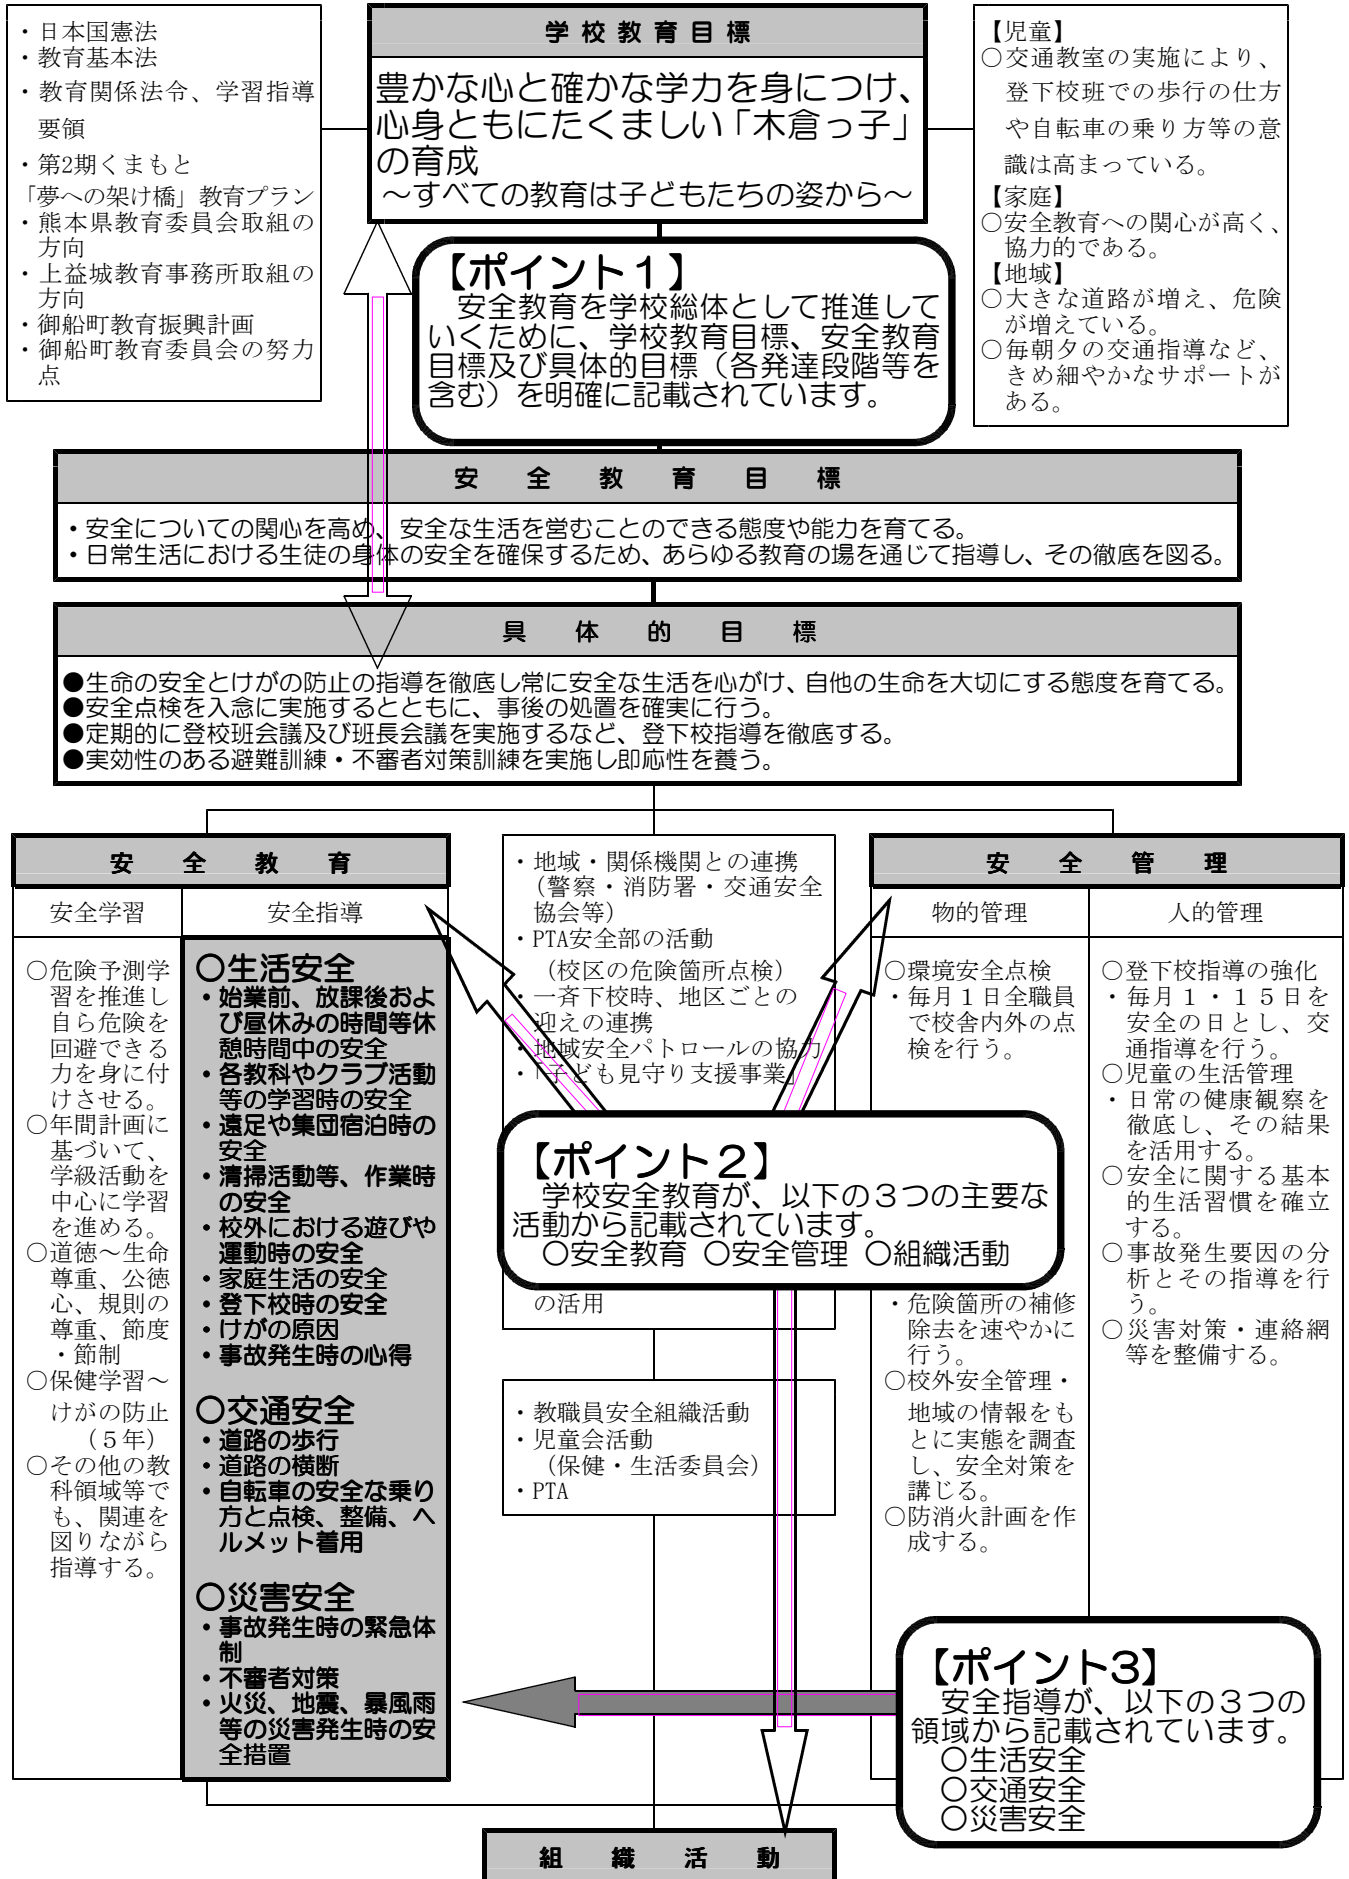 ・日本国憲法
・教育基本法
・教育関係法令、学習指導
要領
・第2期くまもと
「夢への架け橋」教育プラン
・熊本県教育委員会取組の
方向
・上益城教育事務所取組の
方向
・御船町教育振興計画
・御船町教育委員会の努力
点
学校教育目標
豊かな心と確かな学力を身につけ、
心身ともにたくましい「木倉っ子」
の育成
～すべての教育は子どもたちの姿から～
【児童】
○交通教室の実施により、
登下校班での歩行の仕方
や自転車の乗り方等の意
識は高まっている。
【家庭】
○安全教育への関心が高く、
協力的である。
【地域】
○大きな道路が増え、危険
が増えている。
○毎朝夕の交通指導など、
きめ細やかなサポートが
ある。
【ポイント１】
安全教育を学校総体として推進して
いくために、学校教育目標、安全教育
目標及び具体的目標（各発達段階等を
含む）を明確に記載されています。
安全教育目標
・安全についての関心を高め、安全な生活を営むことのできる態度や能力を育てる。
・日常生活における生徒の身体の安全を確保するため、あらゆる教育の場を通じて指導し、その徹底を図る。
具体的目標
●生命の安全とけがの防止の指導を徹底し常に安全な生活を心がけ、自他の生命を大切にする態度を育てる。
●安全点検を入念に実施するとともに、事後の処置を確実に行う。
●定期的に登校班会議及び班長会議を実施するなど、登下校指導を徹底する。
●実効性のある避難訓練・不審者対策訓練を実施し即応性を養う。
安全教育
安全学習
○危険予測学
習を推進し
自ら危険を
回避できる
力を身に付
けさせる。
○年間計画に
基づいて、
学級活動を
中心に学習
を進める。
○道徳～生命
尊重、公徳
心、規則の
尊重、節度
・節制
○保健学習～
けがの防止
（５年）
○その他の教
科領域等で
も、関連を
図りながら
指導する。
安全指導
○生活安全
・始業前、放課後およ
び昼休みの時間等休
憩時間中の安全
・各教科やクラブ活動
等の学習時の安全
・遠足や集団宿泊時の
安全
・清掃活動等、作業時
の安全
・校外における遊びや
運動時の安全
・家庭生活の安全
・登下校時の安全
・けがの原因
・事故発生時の心得
○交通安全
・道路の歩行
・道路の横断
・自転車の安全な乗り
方と点検、整備、ヘ
ルメット着用
○災害安全
・事故発生時の緊急体
制
・不審者対策
・火災、地震、暴風雨
等の災害発生時の安
全措置
・地域・関係機関との連携
（警察・消防署・交通安全
協会等）
・PTA安全部の活動
（校区の危険箇所点検）
・一斉下校時、地区ごとの
迎えの連携
・地域安全パトロールの協力
・「子ども見守り支援事業」
の活用
【ポイント２】
学校安全教育が、以下の３つの主要な
活動から記載されています。
○安全教育 ○安全管理 ○組織活動
・教職員安全組織活動
・児童会活動
（保健・生活委員会）
・PTA
安全管理
物的管理
○環境安全点検
・毎月１日全職員
で校舎内外の点
検を行う。
・危険箇所の補修
除去を速やかに
行う。
○校外安全管理・
地域の情報をも
とに実態を調査
し、安全対策を
講じる。
○防消火計画を作
成する。
人的管理
○登下校指導の強化
・毎月１・１５日を
安全の日とし、交
通指導を行う。
○児童の生活管理
・日常の健康観察を
徹底し、その結果
を活用する。
○安全に関する基本
的生活習慣を確立
する。
○事故発生要因の分
析とその指導を行
う。
○災害対策・連絡網
等を整備する。
【ポイント3】
安全指導が、以下の３つの
領域から記載されています。
○生活安全
○交通安全
○災害安全
組織活動